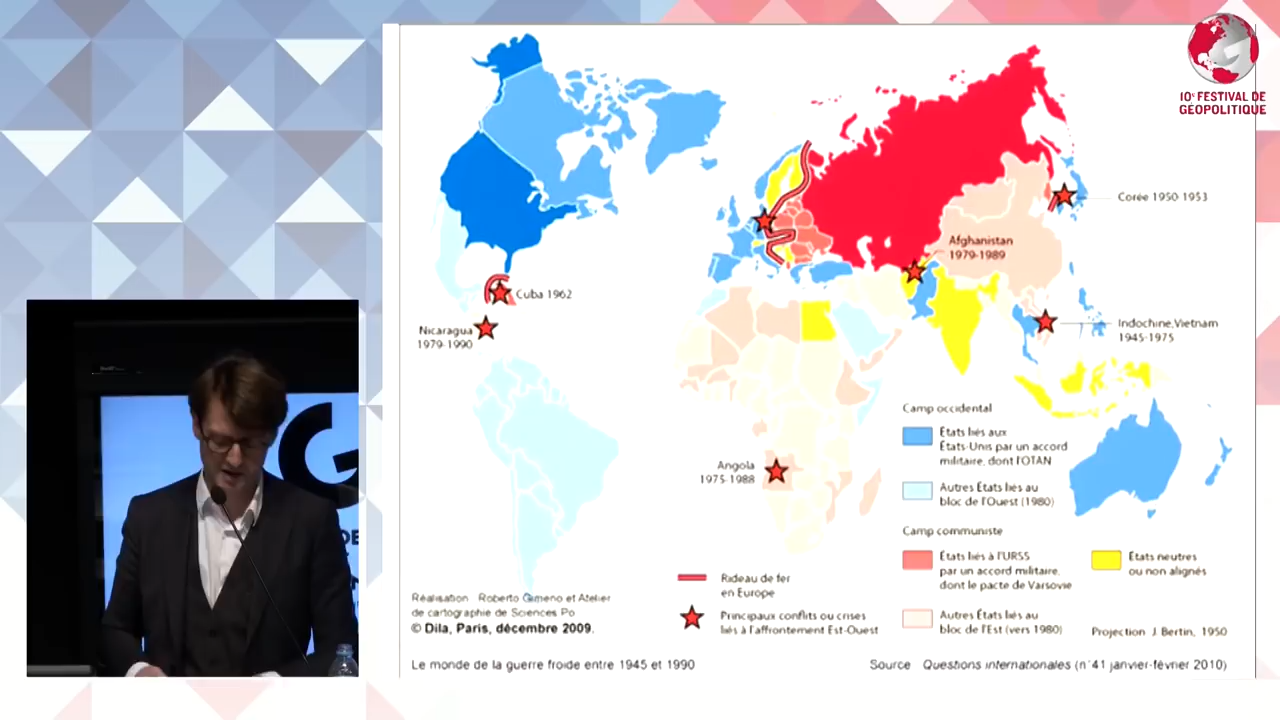 10e FESTIVAL DE
GÉOPOLITIQUE
Corée 1950-1953
Afghanistan
1979-1989
Cuba 1962
Nicaragua
1979-1990
Indochine, Vietnam
1945-1975
Angola
1975-1988
Camp occidental
États liés aux
États-Unis par un accord
militaire, dont l'OTAN
Autres États liés au
bloc de l'Ouest (1980)
Camp communiste
États liés à l'URSS
par un accord militaire,
dont le pacte de Varsovie
Autres États liés au
bloc de l'Est (vers 1980)
États neutres
ou non alignés
Rideau de fer
en Europe
Principaux conflits ou crises
liés à l'affrontement Est-Ouest
Réalisation Roberto Gimeno et Atelier
de cartographie de Sciences Po
© Dila, Paris, décembre 2009.
Projection J. Bertin, 1950
Le monde de la guerre froide entre 1945 et 1990
Source Questions internationales (n°41 janvier-février 2010)